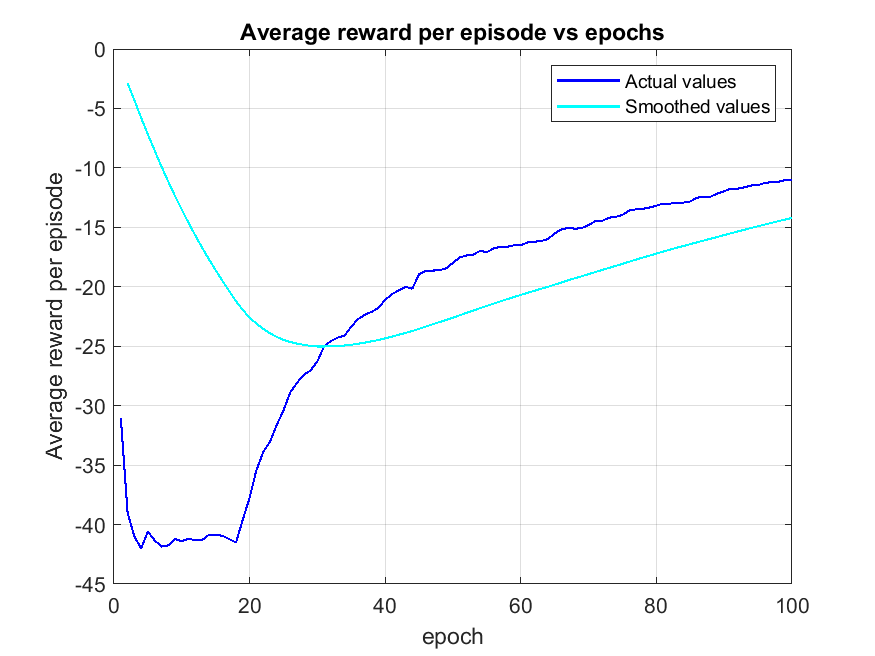 Average reward per episode vs epochs
0
-5
-10
-15
-20
-25
-30
-35
-40
-45
Average reward per episode
Actual values
Smoothed values
0 20 40 60 80 100
epoch